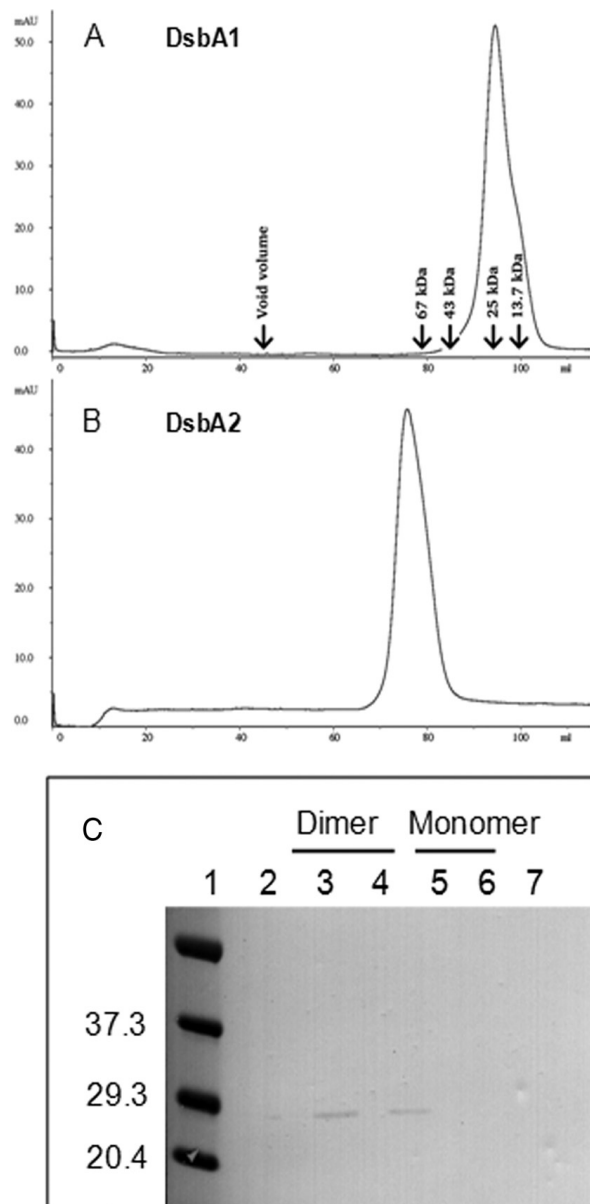 mAU
A DsbA1
50.0
40.0
30.0
20.0
10.0
0.0
Void volume
67 kDa
43 kDa
25 kDa
13.7 kDa
0 20 40 60 80 100 ml
mAU
B DsbA2
40.0
30.0
20.0
10.0
0.0
0 20 40 60 80 100 ml
C
Dimer Monomer
1 2 3 4 5 6 7
37.3
29.3
20.4